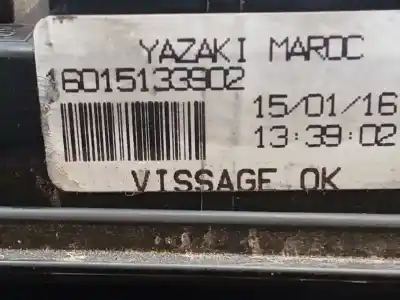 YAZAKI MAROC
16015133902
15/01/16
13:39:02
VISSAGE OK